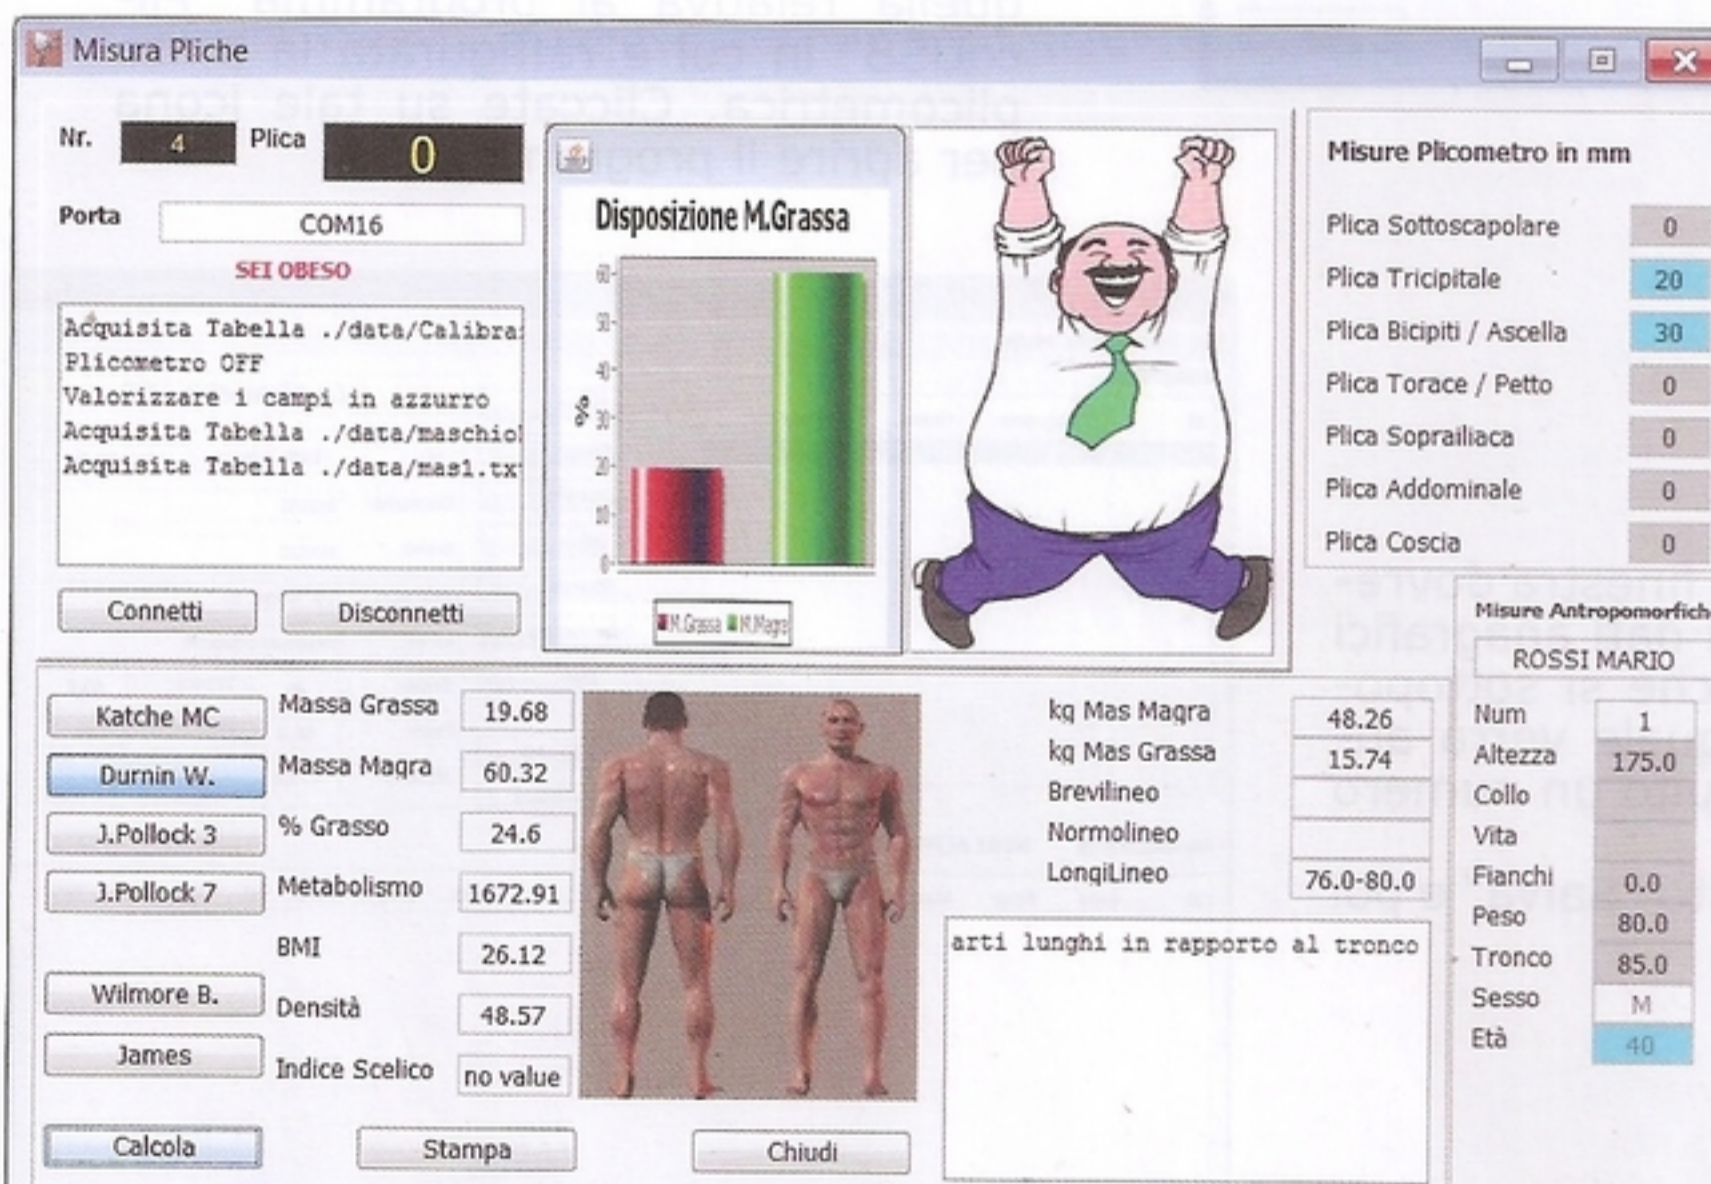 Misura Pliche
Nr. 4 Plica 0
Porta COM16
SEI OBESO
Acquisita Tabella ./data/Calibra
Plicometro OFF
Valorizzare i campi in azzurro
Acquisita Tabella ./data/maschio
Acquisita Tabella ./data/mas1.tx
Connetti Disconnetti
Disposizione M.Grassa
%
60
50
40
30
20
10
0
M.Grassa M.Magra
Misure Plicometro in mm
Plica Sottoscapolare 0
Plica Tricipitale 20
Plica Bicipiti / Ascella 30
Plica Torace / Petto 0
Plica Soprailiaca 0
Plica Addominale 0
Plica Coscia 0
Katche MC
Durnin W.
J.Pollock 3
J.Pollock 7
Wilmore B.
James
Massa Grassa 19.68
Massa Magra 60.32
% Grasso 24.6
Metabolismo 1672.91
BMI 26.12
Densità 48.57
Indice Scelico no value
Calcola Stampa Chiudi
kg Mas Magra 48.26
kg Mas Grassa 15.74
Brevilineo
Normolineo
LongiLineo 76.0-80.0
arti lunghi in rapporto al tronco
Misure Antropomorfich
ROSSI MARIO
Num 1
Altezza 175.0
Collo
Vita
Fianchi 0.0
Peso 80.0
Tronco 85.0
Sesso M
Età 40